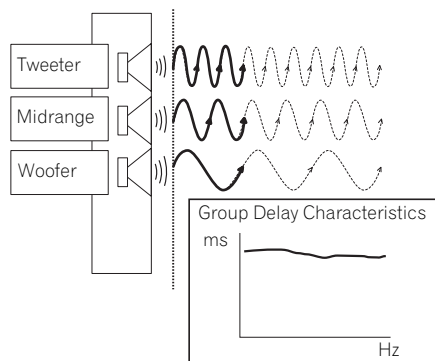 Tweeter
Midrange
Woofer
Group Delay Characteristics
ms
Hz